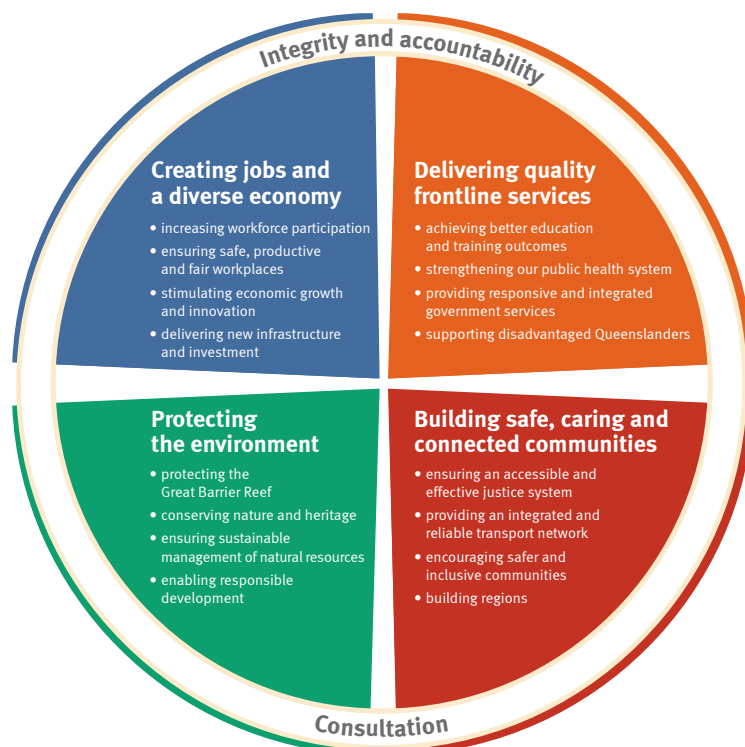 Integrity and accountability
Creating jobs and
a diverse economy
• increasing workforce participation
• ensuring safe, productive
and fair workplaces
• stimulating economic growth
and innovation
• delivering new infrastructure
and investment
Delivering quality
frontline services
• achieving better education
and training outcomes
• strengthening our public health system
• providing responsive and integrated
government services
• supporting disadvantaged Queenslanders
Protecting
the environment
• protecting the
Great Barrier Reef
• conserving nature and heritage
• ensuring sustainable
management of natural resources
• enabling responsible
development
Building safe, caring and
connected communities
• ensuring an accessible and
effective justice system
• providing an integrated and
reliable transport network
• encouraging safer and
inclusive communities
• building regions
Consultation